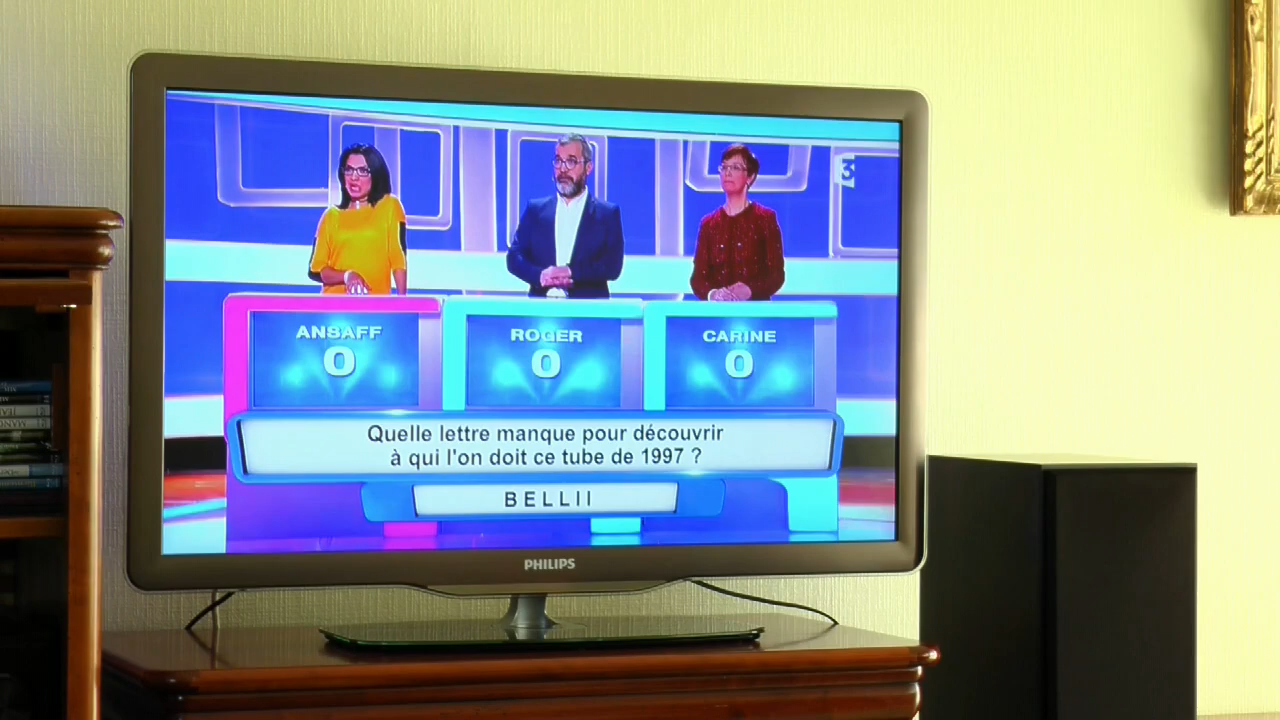 3
ANSAFF
0
ROGER
0
CARINE
0
Quelle lettre manque pour découvrir
à qui l'on doit ce tube de 1997 ?
BELLII
PHILIPS